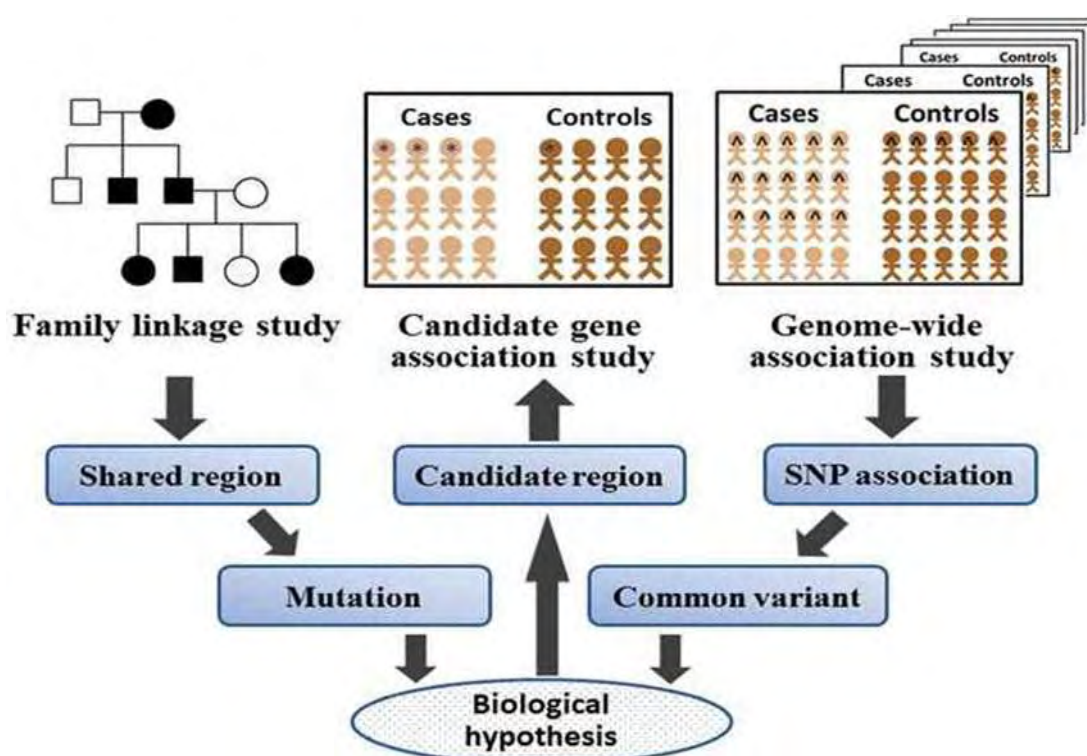 Cases Controls
Cases Controls
Cases Controls
Cases Controls
Family linkage study
Candidate gene
association study
Genome-wide
association study
Shared region
Candidate region
SNP association
Mutation
Common variant
Biological
hypothesis